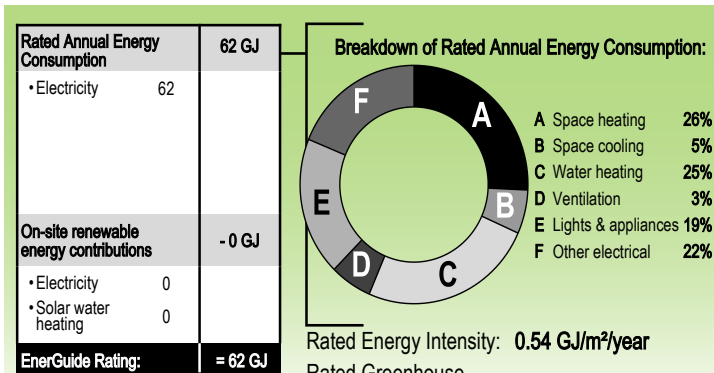 Rated Annual Energy
Consumption
62 GJ
• Electricity 62
On-site renewable
energy contributions
- 0 GJ
• Electricity 0
• Solar water
heating 0
EnerGuide Rating: = 62 GJ
Breakdown of Rated Annual Energy Consumption:
A
B
C
D
E
F
A Space heating 26%
B Space cooling 5%
C Water heating 25%
D Ventilation 3%
E Lights & appliances 19%
F Other electrical 22%
Rated Energy Intensity: 0.54 GJ/m²/year
Rated Greenhouse